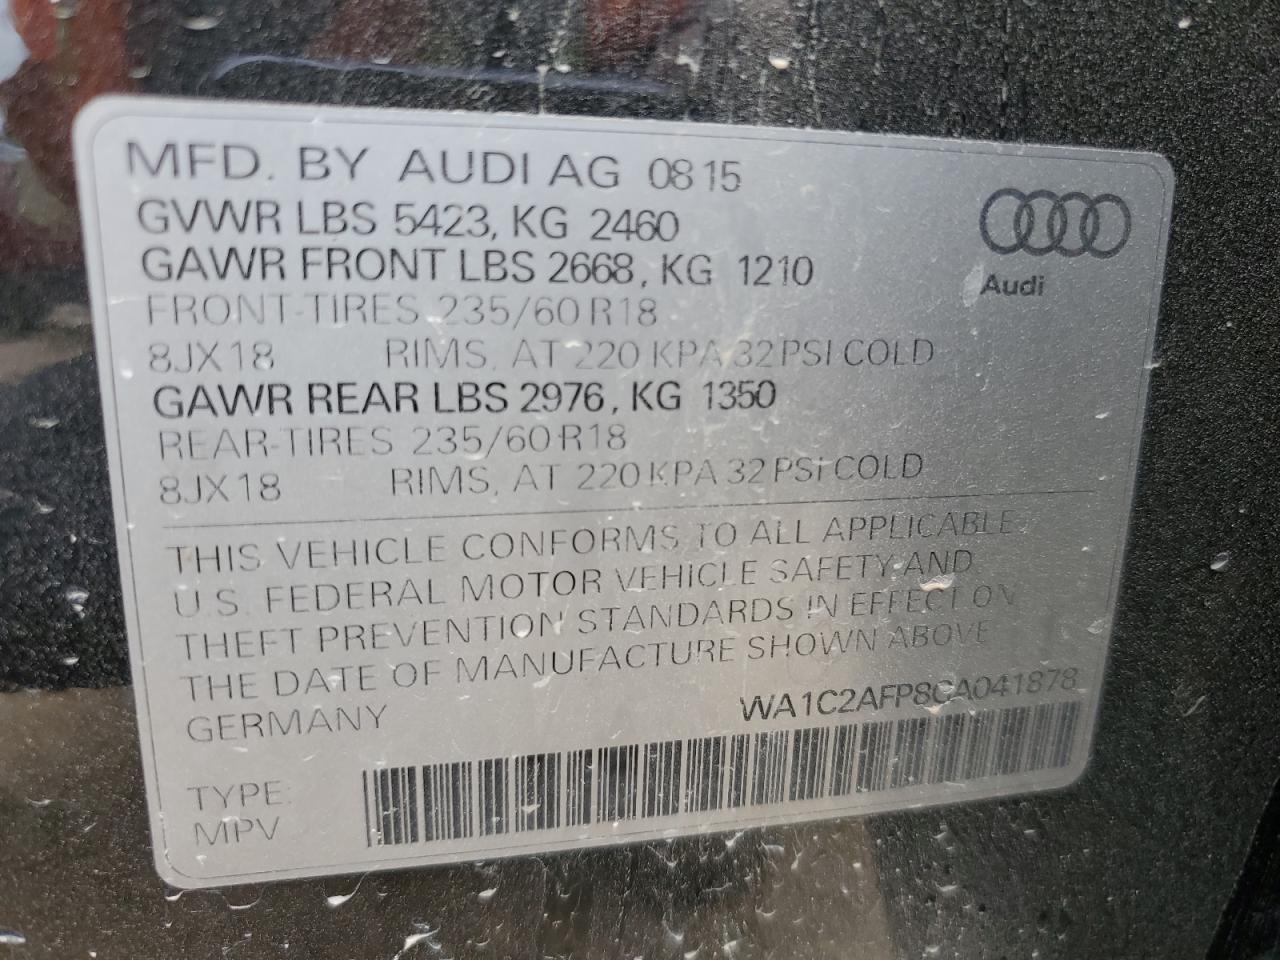 MFD. BY AUDI AG 0815
GVWR LBS 5423, KG 2460
GAWR FRONT LBS 2668, KG 1210
FRONT-TIRES 235/60 R18
8JX18 RIMS, AT 220 KPA 32 PSI COLD
GAWR REAR LBS 2976, KG 1350
REAR-TIRES 235/60 R18
8JX18 RIMS, AT 220 KPA 32 PSI COLD
Audi
THIS VEHICLE CONFORMS TO ALL APPLICABLE
U.S. FEDERAL MOTOR VEHICLE SAFETY AND
THEFT PREVENTION STANDARDS IN EFFECT ON
THE DATE OF MANUFACTURE SHOWN ABOVE
GERMANY
WA1C2AFP8GA041878
TYPE:
MPV